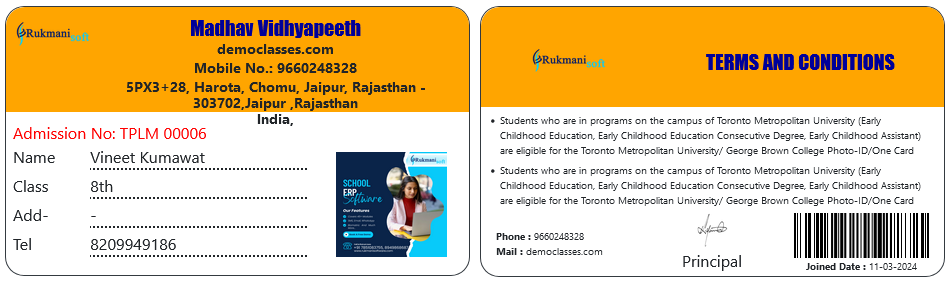 Rukmani soft
Madhav Vidhyapeeth
democlasses.com
Mobile No.: 9660248328
5PX3+28, Harota, Chomu, Jaipur, Rajasthan -
303702,Jaipur ,Rajasthan
India,
Admission No: TPLM 00006
Name Vineet Kumawat
Class 8th
Add- -
Tel 8209949186
Rukmani soft
SCHOOL
ERP
Software
Our Features
Rukmani soft
TERMS AND CONDITIONS
• Students who are in programs on the campus of Toronto Metropolitan University (Early
Childhood Education, Early Childhood Education Consecutive Degree, Early Childhood Assistant)
are eligible for the Toronto Metropolitan University/ George Brown College Photo-ID/One Card
• Students who are in programs on the campus of Toronto Metropolitan University (Early
Childhood Education, Early Childhood Education Consecutive Degree, Early Childhood Assistant)
are eligible for the Toronto Metropolitan University/ George Brown College Photo-ID/One Card
Phone : 9660248328
Mail : democlasses.com
Principal
Joined Date : 11-03-2024